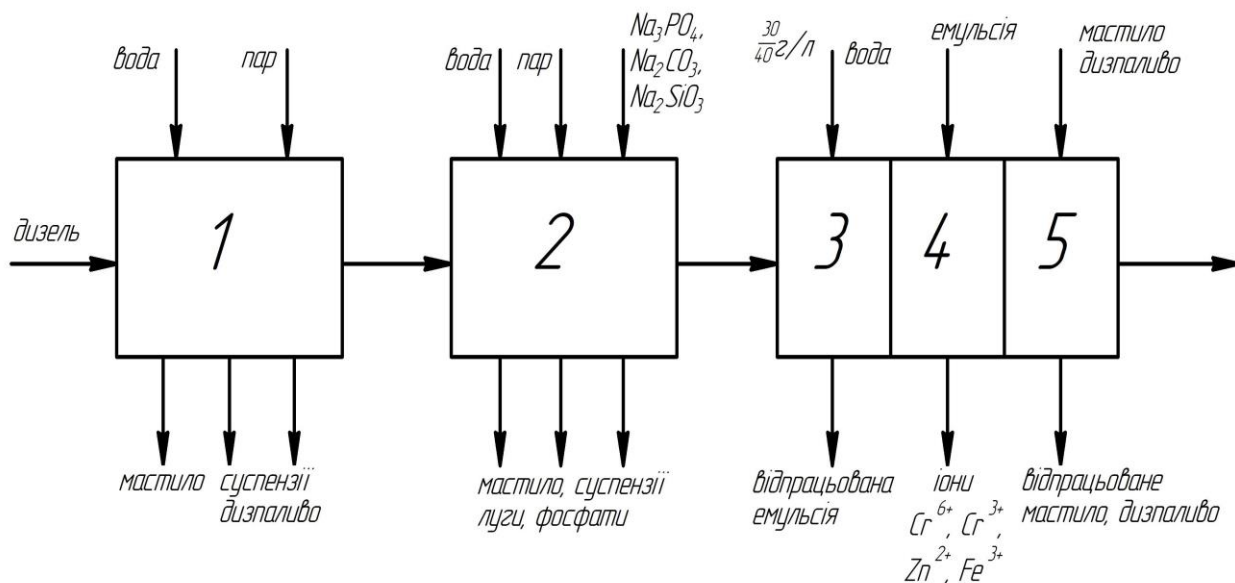 вода
пар
вода
пар
Na₃PO₄,
Na₂CO₃,
Na₂SiO₃
30/40 г/л
вода
емульсія
мастило
дизпаливо
дизель
1
2
3
4
5
мастило
суспензії
дизпаливо
мастило, суспензії
луги, фосфати
відпрацьована
емульсія
іони
Cr⁶⁺, Cr³⁺,
Zn²⁺, Fe³⁺
відпрацьоване
мастило, дизпаливо